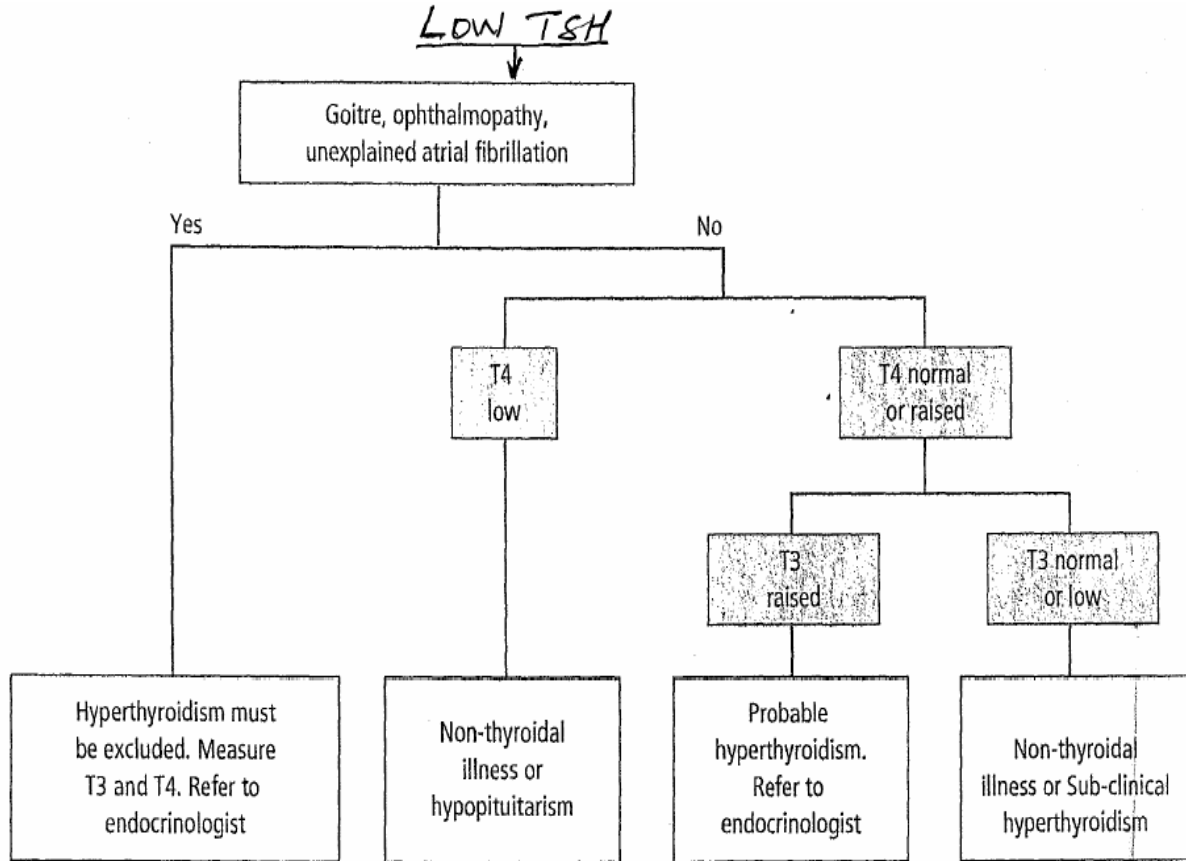 LOW TSH
Goitre, ophthalmopathy,
unexplained atrial fibrillation
Yes
No
T4
low
T4 normal
or raised
T3
raised
T3 normal
or low
Hyperthyroidism must
be excluded. Measure
T3 and T4. Refer to
endocrinologist
Non-thyroidal
illness or
hypopituitarism
Probable
hyperthyroidism.
Refer to
endocrinologist
Non-thyroidal
illness or Sub-clinical
hyperthyroidism